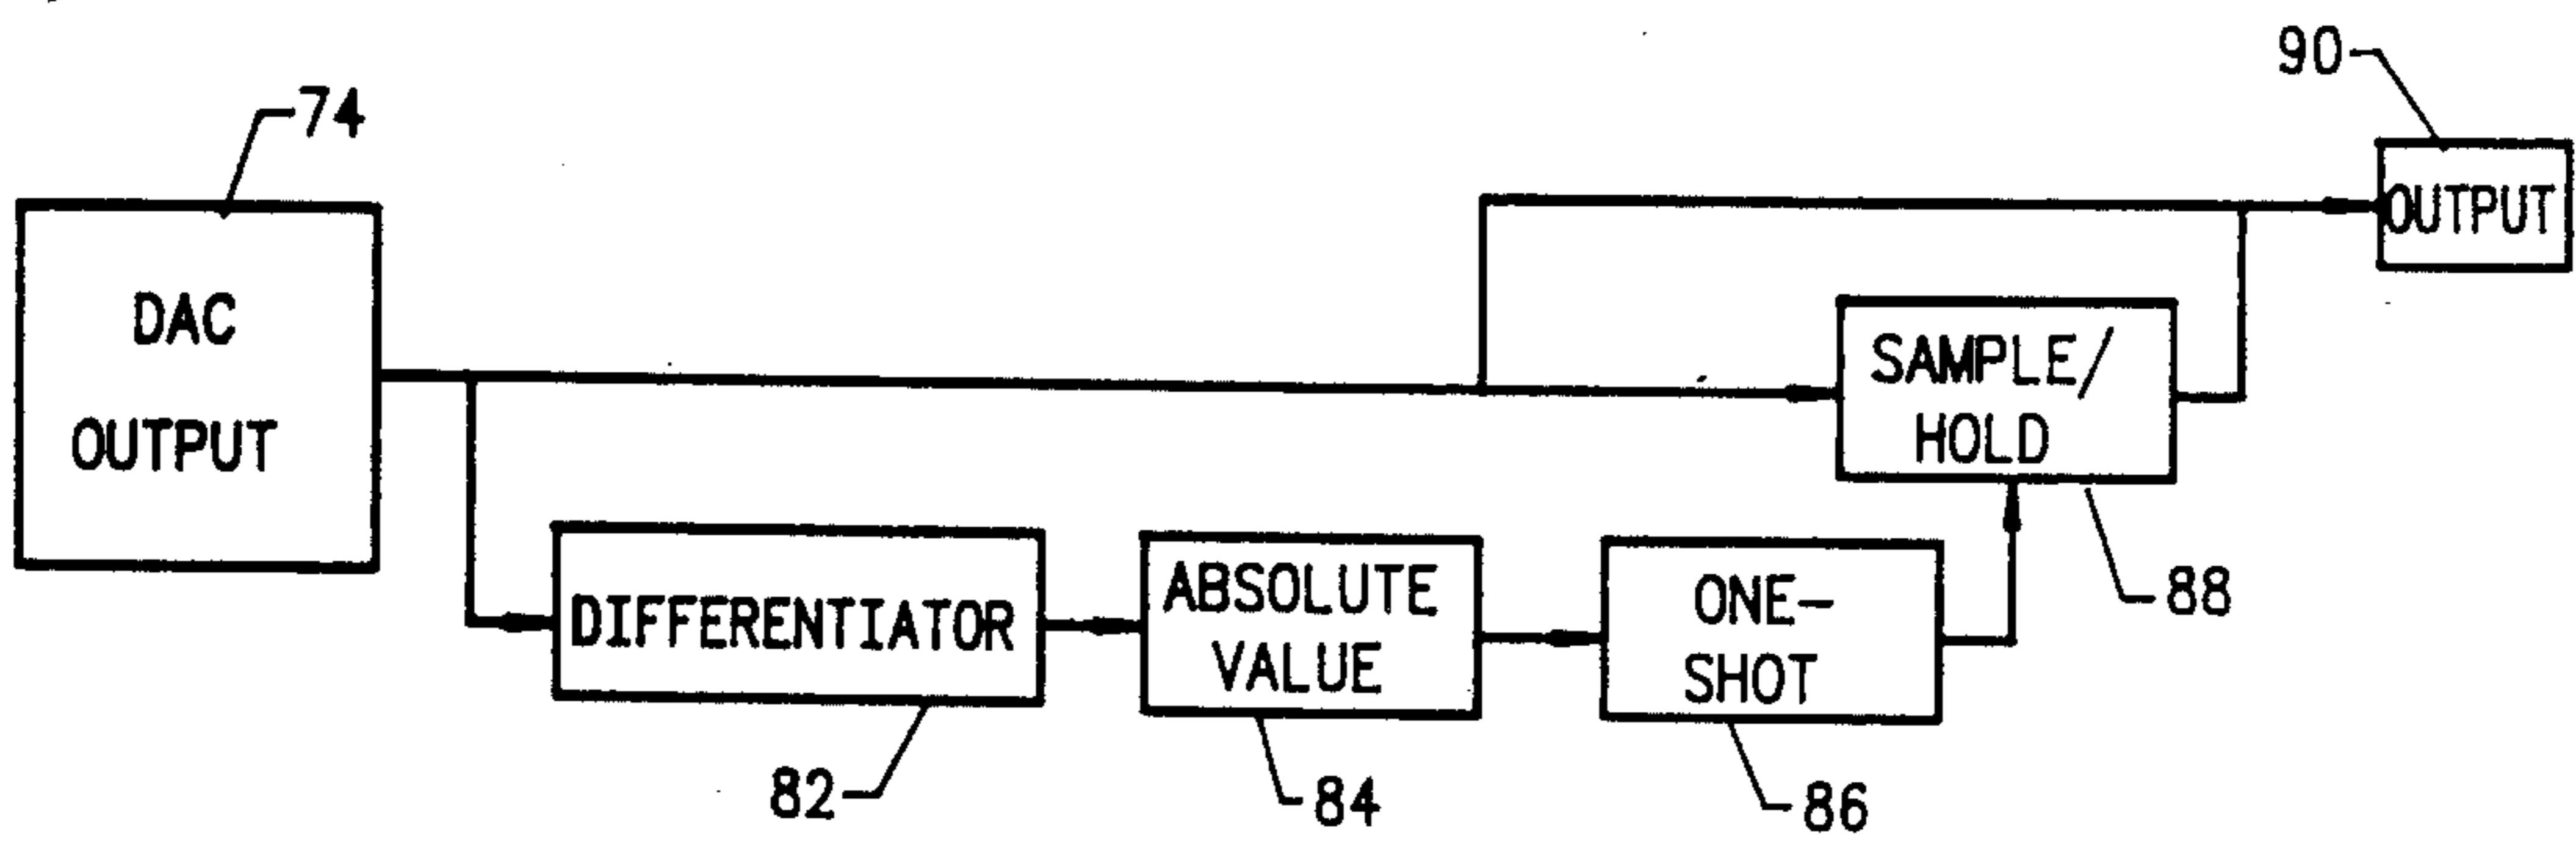 90
74
OUTPUT
DAC
OUTPUT
SAMPLE/
HOLD
DIFFERENTIATOR
ABSOLUTE
VALUE
ONE-
SHOT
88
82
84
86